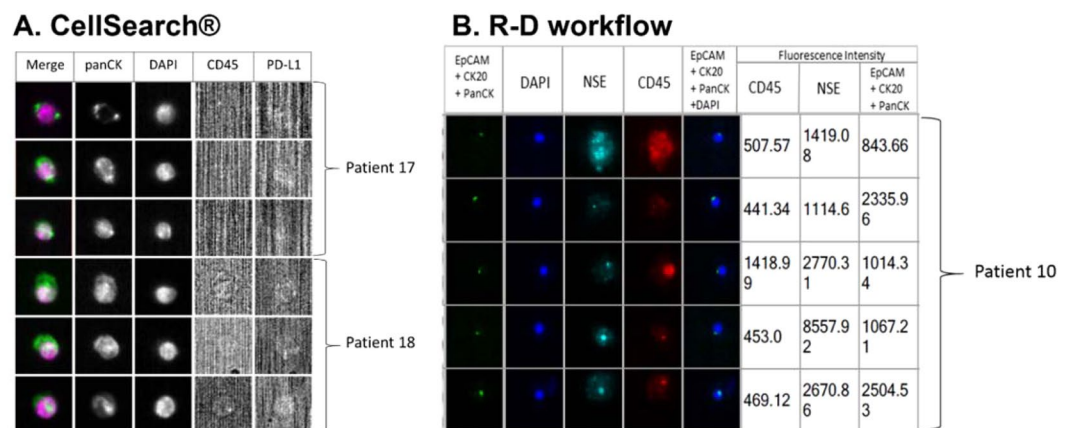 A. CellSearch®
Merge panCK DAPI CD45 PD-L1
Patient 17
Patient 18
B. R-D workflow
EpCAM
+ CK20
+ PanCK
DAPI
NSE
CD45
EpCAM
+ CK20
+ PanCK
+DAPI
Fluorescence Intensity
CD45
NSE
EpCAM
+ CK20
+ PanCK
507.57
1419.0
8
843.66
441.34
1114.6
2335.9
6
1418.9
9
2770.3
1
1014.3
4
453.0
8557.9
2
1067.2
1
469.12
2670.8
6
2504.5
3
Patient 10